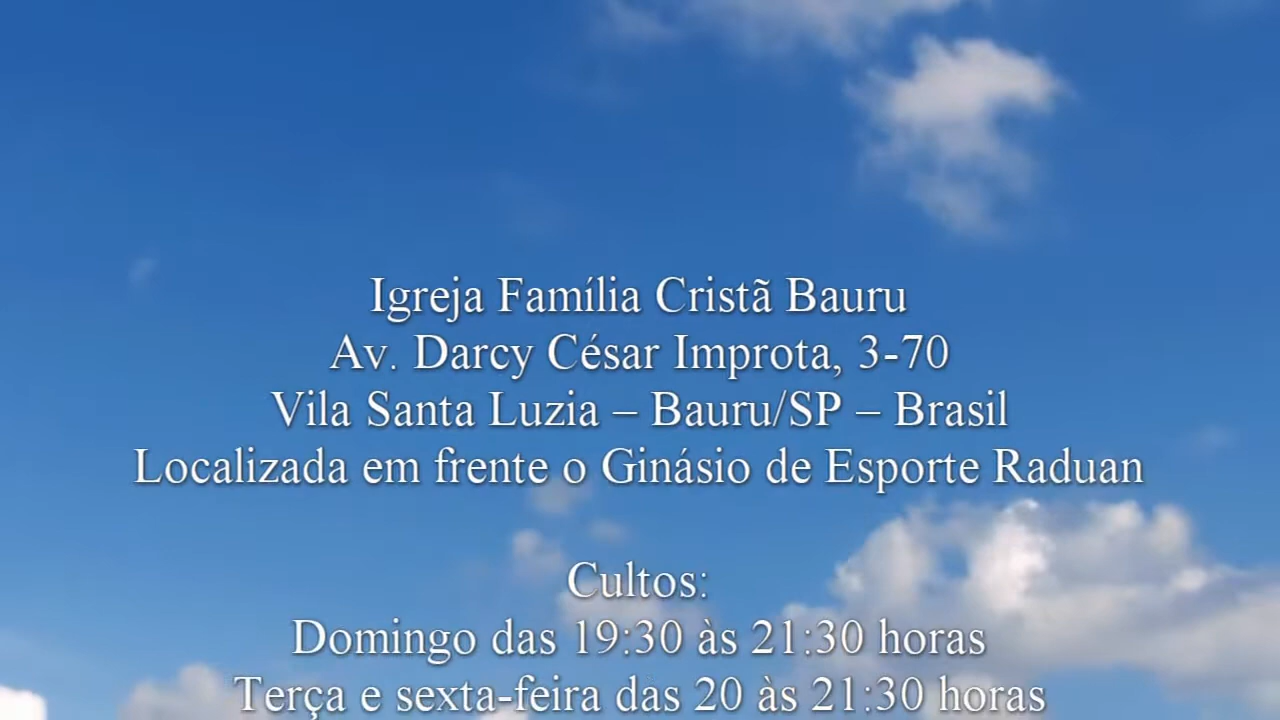 Igreja Família Cristã Bauru
Av. Darcy César Improta, 3-70
Vila Santa Luzia – Bauru/SP – Brasil
Localizada em frente o Ginásio de Esporte Raduan
Cultos:
Domingo das 19:30 às 21:30 horas
Terça e sexta-feira das 20 às 21:30 horas